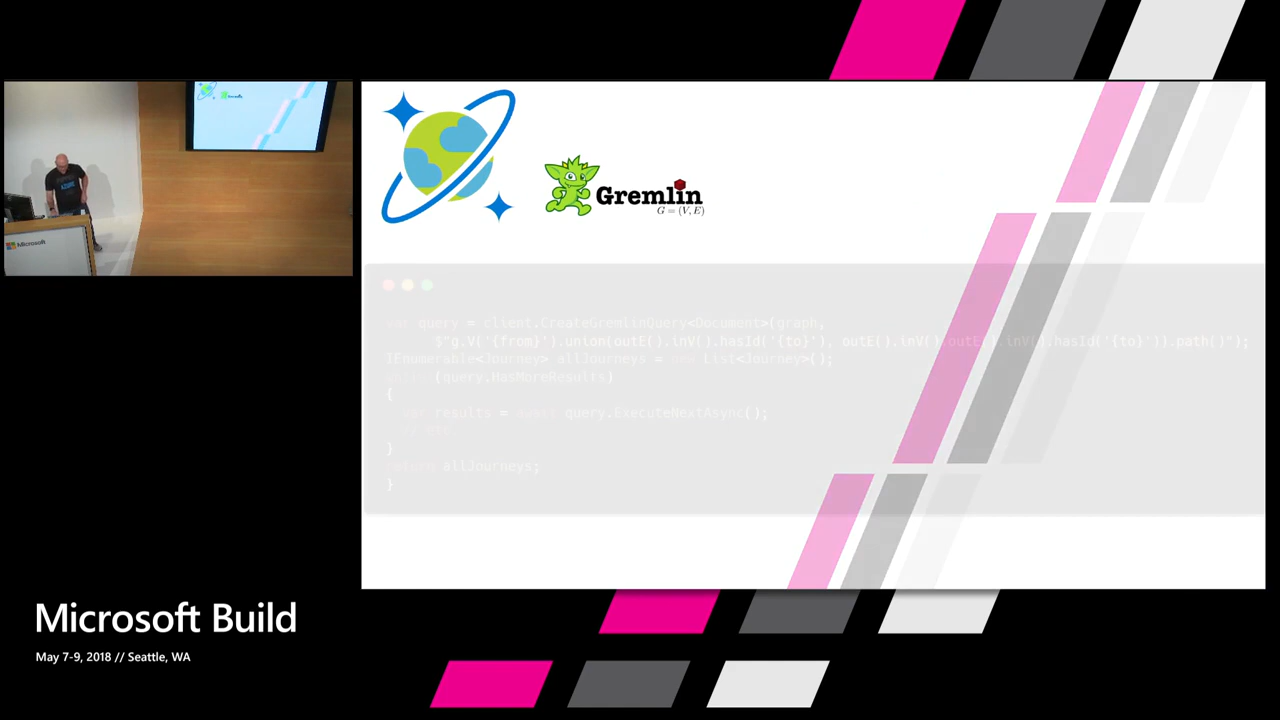 Gremlin
G = (V, E)
var query = client.CreateGremlinQuery<Document>(graph,
$"g.V('{from}').union(outE().inV().hasId('{to}'), outE().inV().outE().inV().hasId('{to}')).path()");
IEnumerable<Journey> allJourneys = new List<Journey>();
while (query.HasMoreResults)
{
var results = await query.ExecuteNextAsync();
}
return allJourneys;
}
Microsoft
AZURE
Microsoft Build
May 7-9, 2018 // Seattle, WA